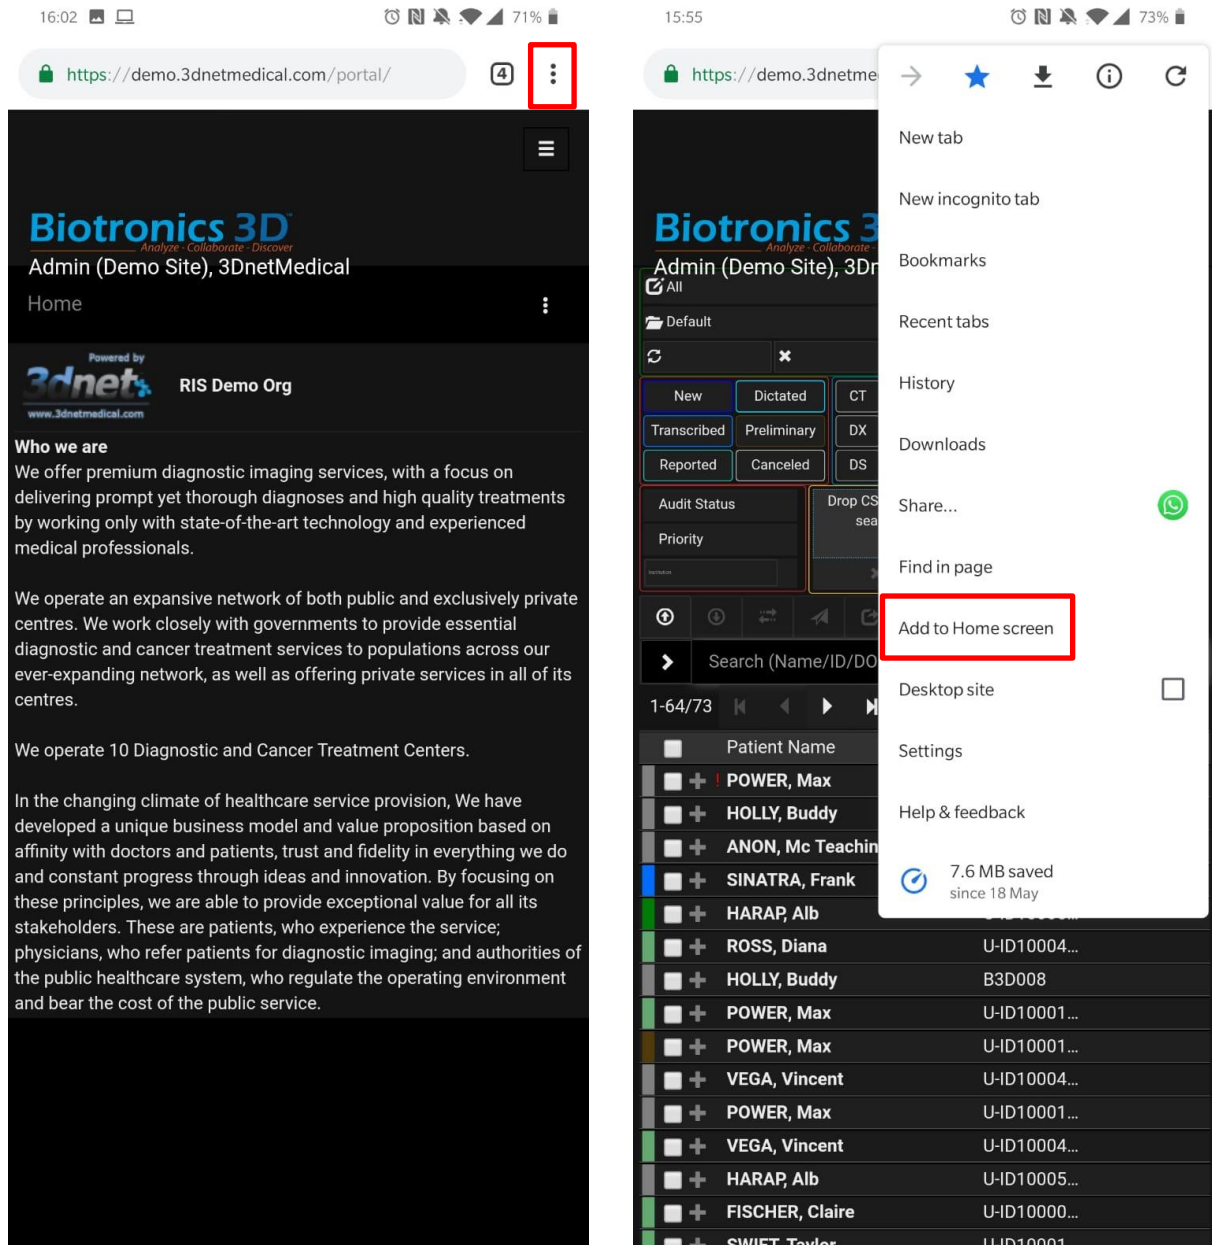 16:02
71%
https://demo.3dnetmedical.com/portal/
4
Biotronics 3D
Analyze - Collaborate - Discover
Admin (Demo Site), 3DnetMedical
Home
Powered by
3dnet
www.3dnetmedical.com
RIS Demo Org
Who we are
We offer premium diagnostic imaging services, with a focus on
delivering prompt yet thorough diagnoses and high quality treatments
by working only with state-of-the-art technology and experienced
medical professionals.
We operate an expansive network of both public and exclusively private
centres. We work closely with governments to provide essential
diagnostic and cancer treatment services to populations across our
ever-expanding network, as well as offering private services in all of its
centres.
We operate 10 Diagnostic and Cancer Treatment Centers.
In the changing climate of healthcare service provision, We have
developed a unique business model and value proposition based on
affinity with doctors and patients, trust and fidelity in everything we do
and constant progress through ideas and innovation. By focusing on
these principles, we are able to provide exceptional value for all its
stakeholders. These are patients, who experience the service;
physicians, who refer patients for diagnostic imaging; and authorities of
the public healthcare system, who regulate the operating environment
and bear the cost of the public service.
15:55
73%
https://demo.3dnetme
Biotronics 3
Analyze - Collaborate -
Admin (Demo Site), 3Dn
All
Default
New Dictated CT
Transcribed Preliminary DX
Reported Canceled DS
Audit Status
Drop CS
sea
Priority
Search (Name/ID/DO
1-64/73
Patient Name
! POWER, Max
HOLLY, Buddy
ANON, Mc Teachin
SINATRA, Frank
HARAP, Alb
ROSS, Diana U-ID10004...
HOLLY, Buddy B3D008
POWER, Max U-ID10001...
POWER, Max U-ID10001...
VEGA, Vincent U-ID10004...
POWER, Max U-ID10001...
VEGA, Vincent U-ID10004...
HARAP, Alb U-ID10005...
FISCHER, Claire U-ID10000...
SWIFT, Taylor U-ID10001
New tab
New incognito tab
Bookmarks
Recent tabs
History
Downloads
Share...
Find in page
Add to Home screen
Desktop site
Settings
Help & feedback
7.6 MB saved
since 18 May